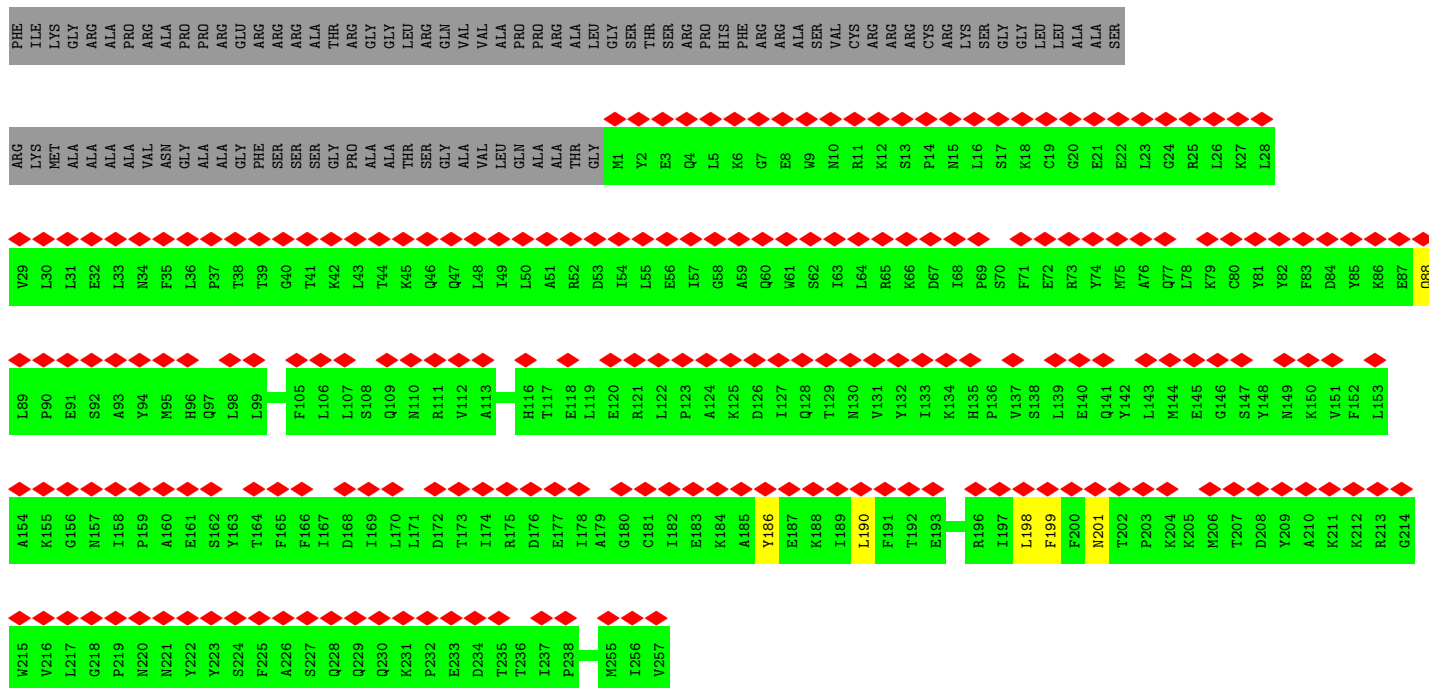 PHE ILE LYS GLY ARG ALA PRO ARG ALA PRO PRO ARG GLU ARG ARG ARG ALA THR ARG GLY GLY LEU ARG GLN VAL VAL ALA PRO PRO ARG ALA LEU GLY SER THR SER ARG PRO HIS PHE ARG ARG ALA SER VAL CYS ARG ARG ARG CYS ARG LYS SER GLY GLY LEU LEU ALA ALA SER
ARG LYS MET ALA ALA ALA ALA VAL ASN GLY ALA ALA GLY PHE SER SER SER GLY PRO ALA ALA THR SER GLY ALA VAL LEU GLN ALA ALA THR GLY M1 Y2 E3 Q4 L5 K6 G7 E8 W9 N10 R11 K12 S13 P14 N15 L16 S17 K18 C19 G20 E21 E22 L23 G24 R25 L26 K27 L28
V29 L30 L31 E32 L33 N34 F35 L36 P37 T38 T39 G40 T41 K42 L43 T44 K45 Q46 Q47 L48 I49 L50 A51 R52 D53 I54 L55 E56 I57 G58 A59 Q60 W61 S62 I63 L64 R65 K66 D67 I68 P69 S70 F71 E72 R73 Y74 M75 A76 Q77 L78 K79 C80 Y81 Y82 F83 D84 Y85 K86 E87 Q88
L89 P90 E91 S92 A93 Y94 M95 H96 Q97 L98 L99 F105 L106 L107 S108 Q109 N110 R111 V112 A113 H116 T117 E118 L119 E120 R121 L122 P123 A124 K125 D126 I127 Q128 T129 N130 V131 Y132 I133 K134 H135 P136 V137 S138 L139 E140 Q141 Y142 L143 M144 E145 G146 S147 Y148 N149 K150 V151 F152 L153
A154 K155 G156 N157 I158 P159 A160 E161 S162 Y163 T164 F165 F166 I167 D168 I169 L170 L171 D172 T173 I174 R175 D176 E177 I178 A179 G180 C181 I182 E183 K184 A185 Y186 E187 K188 I189 L190 F191 T192 E193 R196 I197 L198 F199 F200 N201 T202 P203 K204 K205 M206 T207 D208 Y209 A210 K211 K212 R213 G214
W215 V216 L217 G218 P219 N220 N221 Y222 Y223 S224 F225 A226 S227 Q228 Q229 Q230 K231 P232 E233 D234 T235 T236 I237 P238 M255 I256 V257